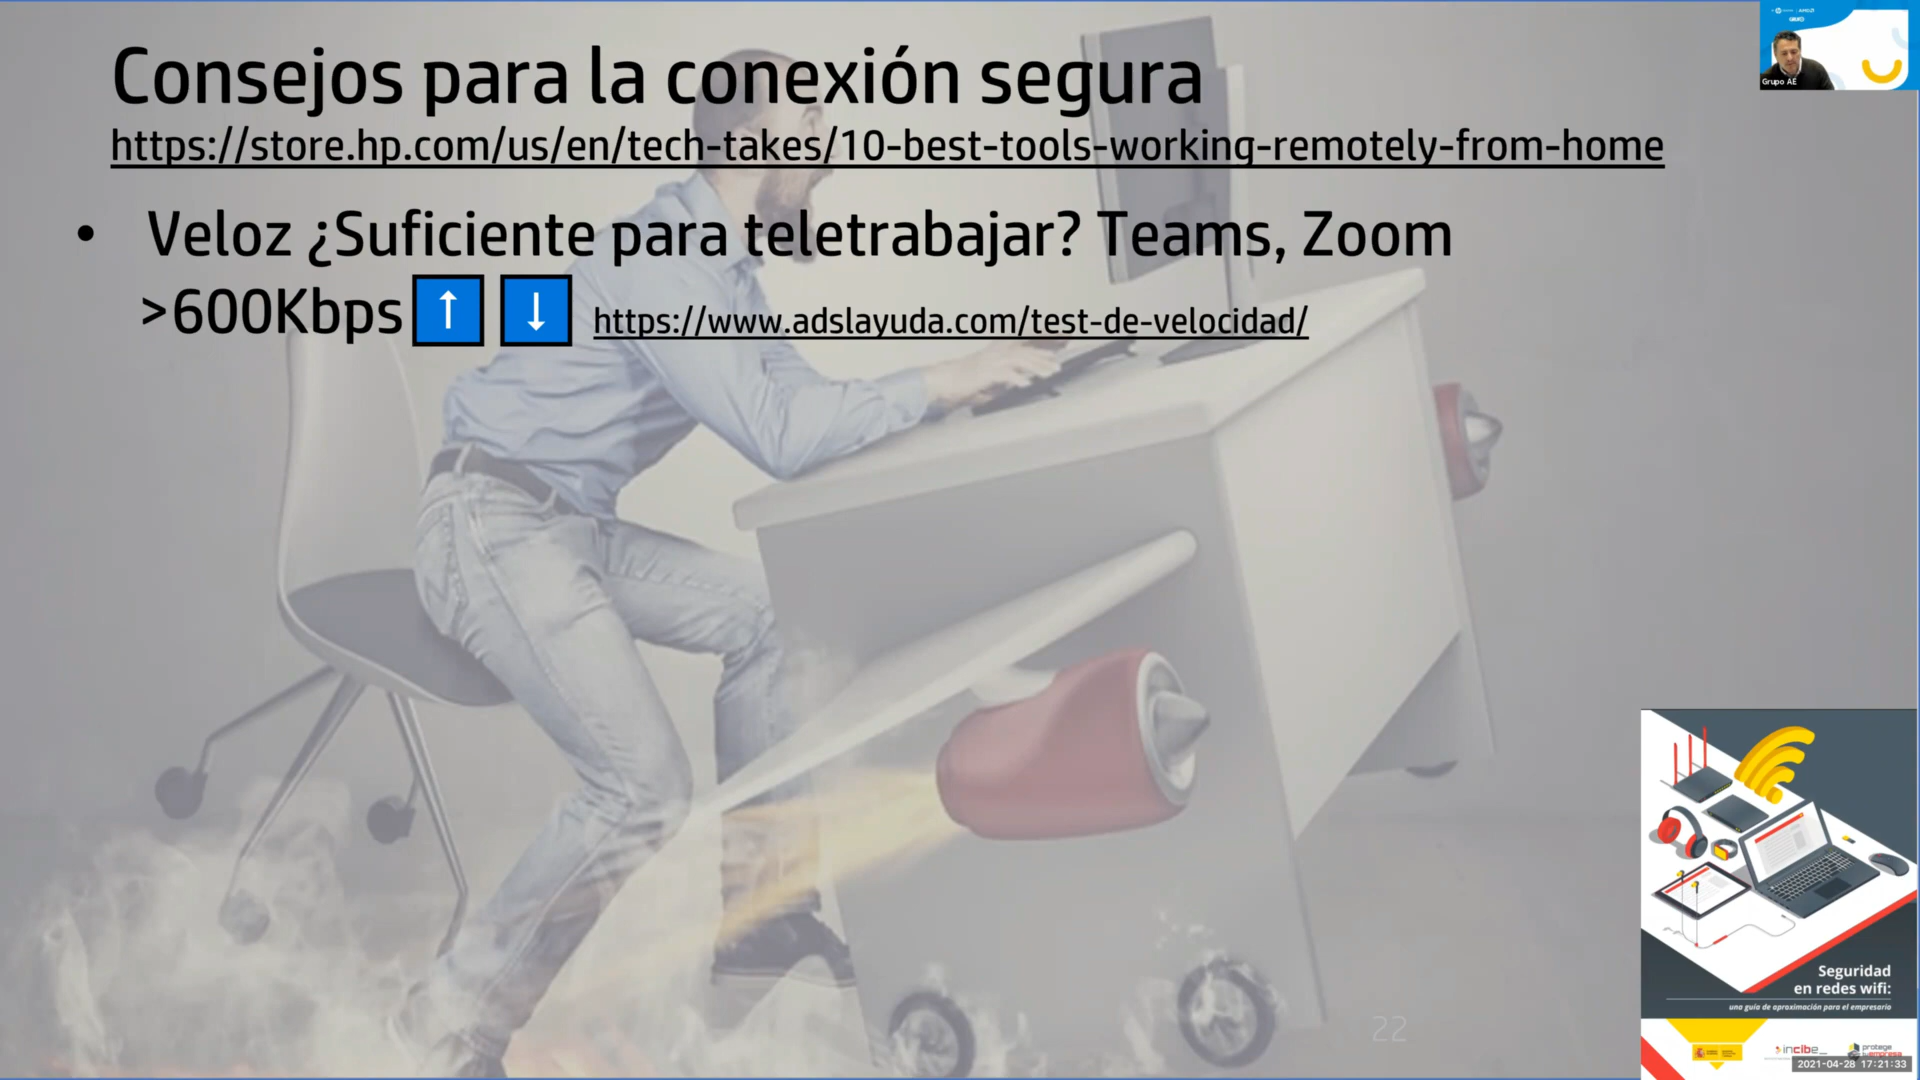 Consejos para la conexión segura
https://store.hp.com/us/en/tech-takes/10-best-tools-working-remotely-from-home
• Veloz ¿Suficiente para teletrabajar? Teams, Zoom
>600Kbps ↑ ↓ https://www.adslayuda.com/test-de-velocidad/
Grupo AE
Seguridad
en redes wifi:
una guía de aproximación para el empresario
incibe_
protege
2021-04-28 17:21:33
22